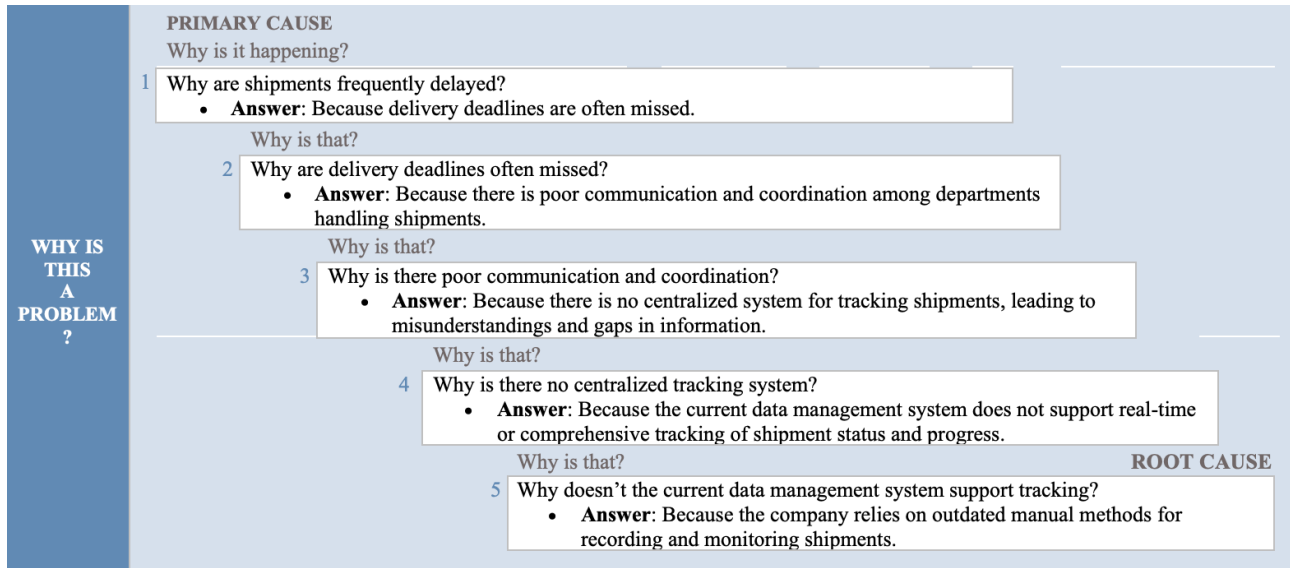 PRIMARY CAUSE
Why is it happening?
1 Why are shipments frequently delayed?
• Answer: Because delivery deadlines are often missed.
Why is that?
2 Why are delivery deadlines often missed?
• Answer: Because there is poor communication and coordination among departments
handling shipments.
WHY IS
THIS
A
PROBLEM
?
Why is that?
3 Why is there poor communication and coordination?
• Answer: Because there is no centralized system for tracking shipments, leading to
misunderstandings and gaps in information.
Why is that?
4 Why is there no centralized tracking system?
• Answer: Because the current data management system does not support real-time
or comprehensive tracking of shipment status and progress.
Why is that?
ROOT CAUSE
5 Why doesn’t the current data management system support tracking?
• Answer: Because the company relies on outdated manual methods for
recording and monitoring shipments.